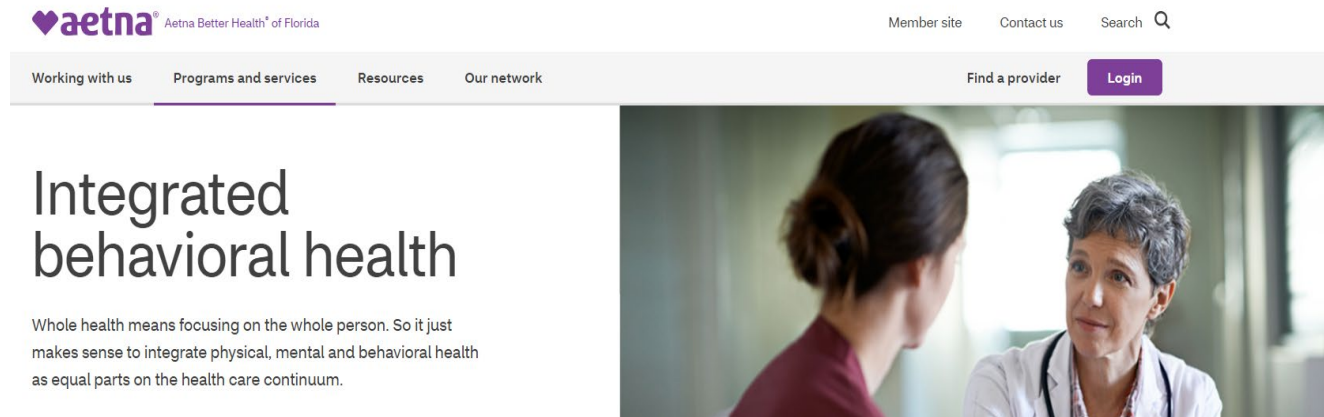 aetna® Aetna Better Health® of Florida
Member site Contact us Search
Working with us Programs and services Resources Our network Find a provider Login
Integrated
behavioral health
Whole health means focusing on the whole person. So it just
makes sense to integrate physical, mental and behavioral health
as equal parts on the health care continuum.